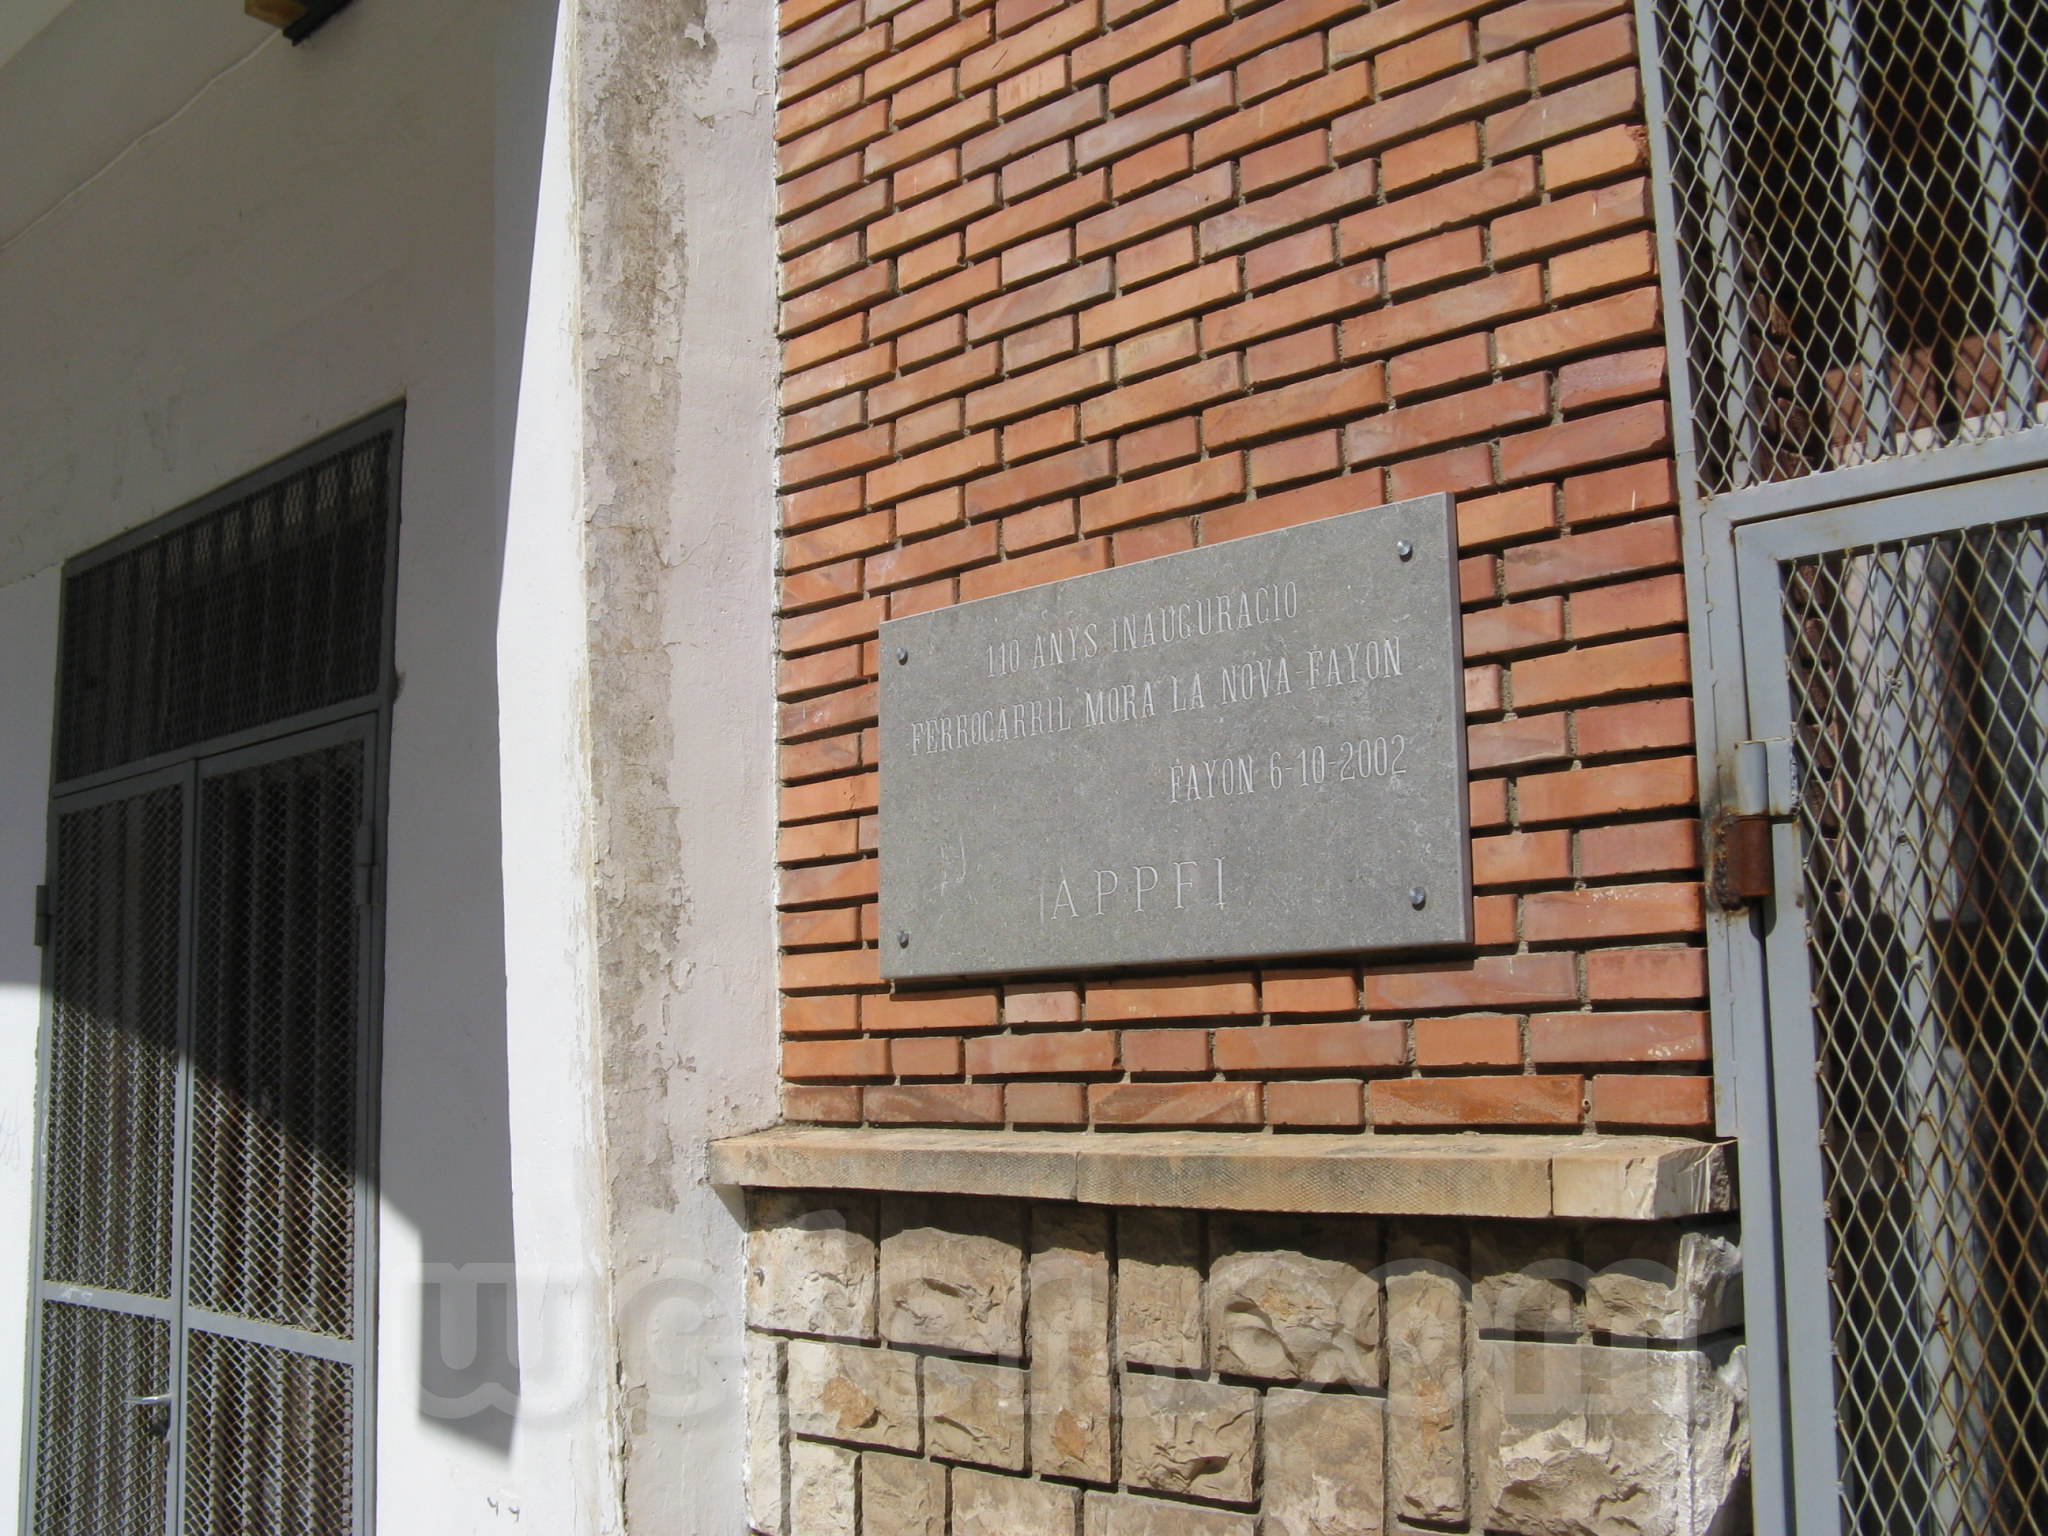 110 ANYS INAUGURACIO
FERROCARRIL MORA LA NOVA-FAYON
FAYON 6-10-2002
APPFI